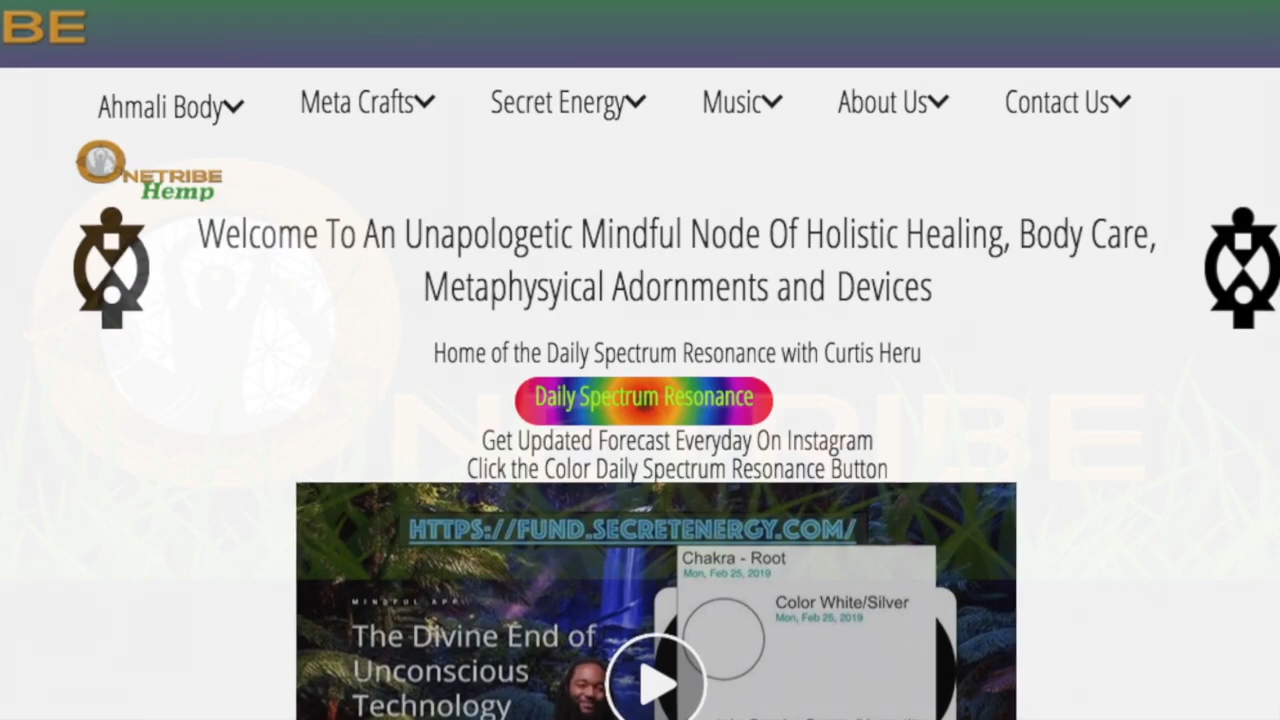 BE
Ahmali Body
Meta Crafts
Secret Energy
Music
About Us
Contact Us
ONETRIBE
Hemp
Welcome To An Unapologetic Mindful Node Of Holistic Healing, Body Care,
Metaphysyical Adornments and Devices
Home of the Daily Spectrum Resonance with Curtis Heru
Daily Spectrum Resonance
ONETRIBE
Get Updated Forecast Everyday On Instagram
Click the Color Daily Spectrum Resonance Button
HTTPS://FUND.SECRETENERGY.COM/
Chakra - Root
Mon, Feb 25, 2019
Color White/Silver
Mon, Feb 25, 2019
The Divine End of
Unconscious
Technology